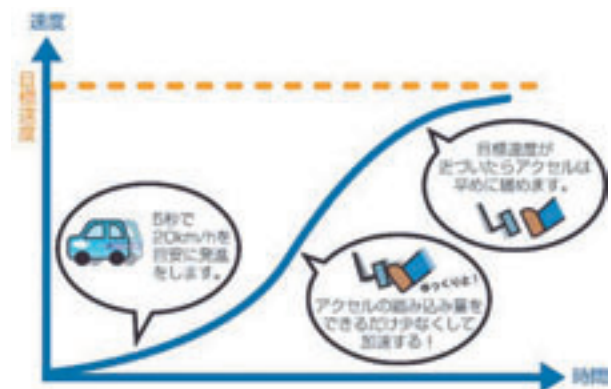 速度
目標速度
目標速度が
近づいたらアクセルは
早めに緩めます。
5秒で
20km/hを
目安に発進
をします。
ゆっくりよ!
アクセルの踏み込み量を
できるだけ少なくして
加速する!
時間